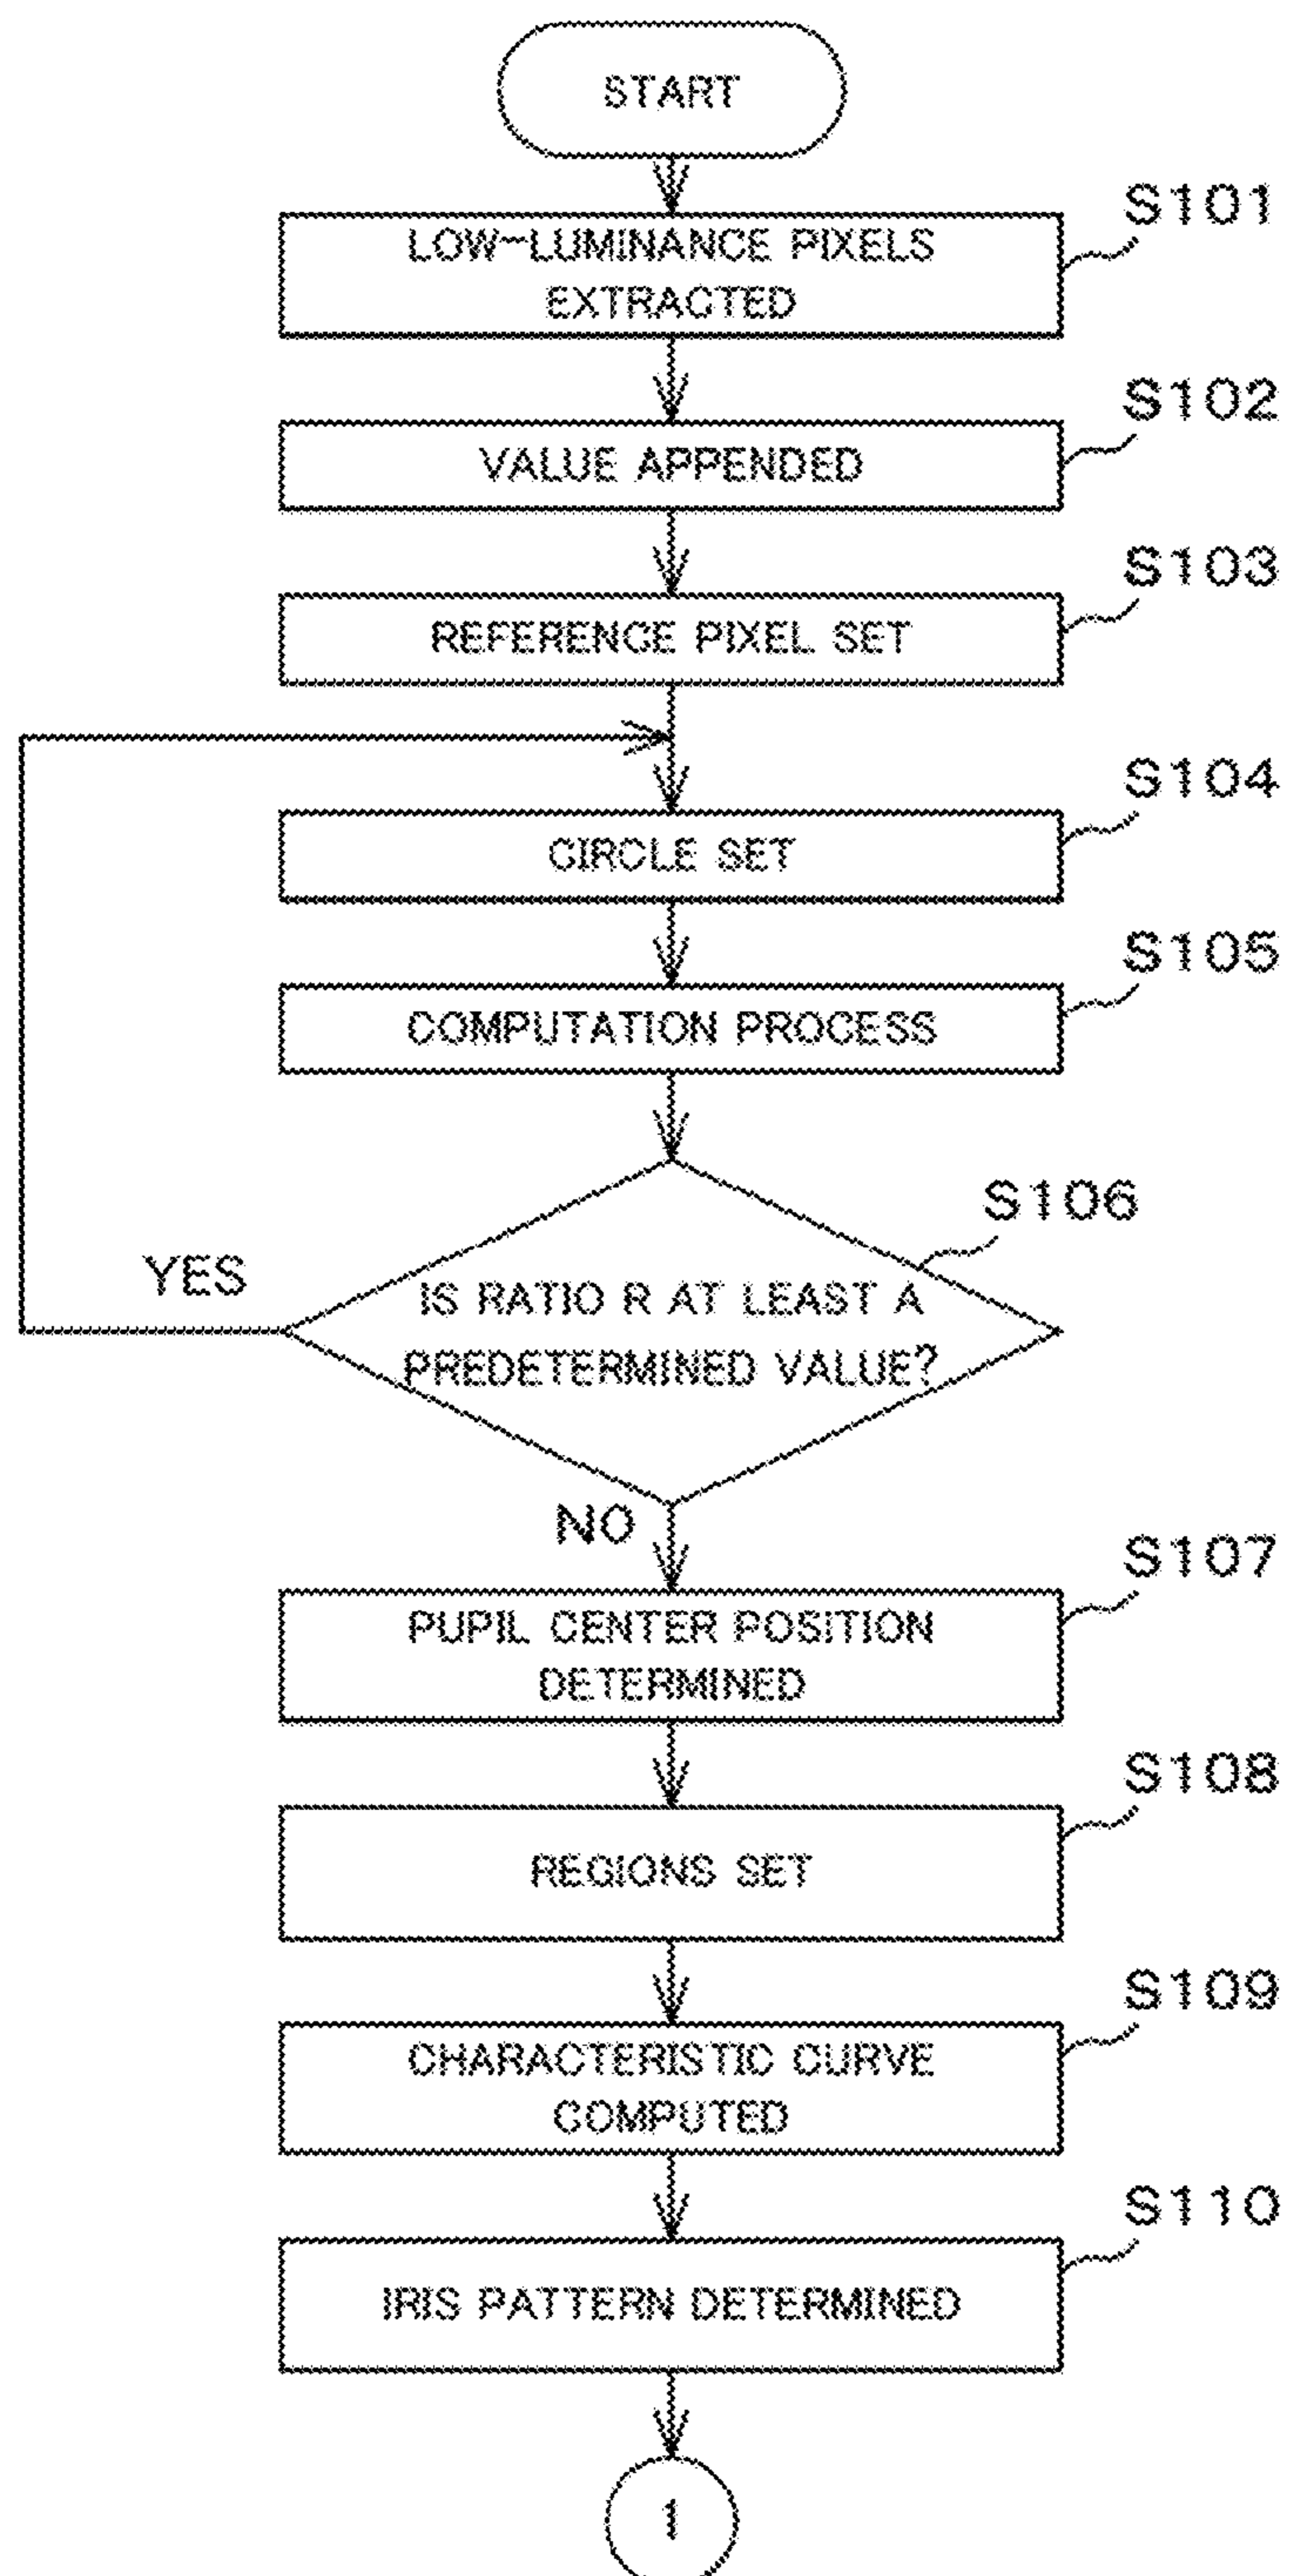 START
S101
LOW-LUMINANCE PIXELS
EXTRACTED
S102
VALUE APPENDED
S103
REFERENCE PIXEL SET
S104
CIRCLE SET
S105
COMPUTATION PROCESS
S106
IS RATIO R AT LEAST A
PREDETERMINED VALUE?
YES
NO
S107
PUPIL CENTER POSITION
DETERMINED
S108
REGIONS SET
S109
CHARACTERISTIC CURVE
COMPUTED
S110
IRIS PATTERN DETERMINED
1